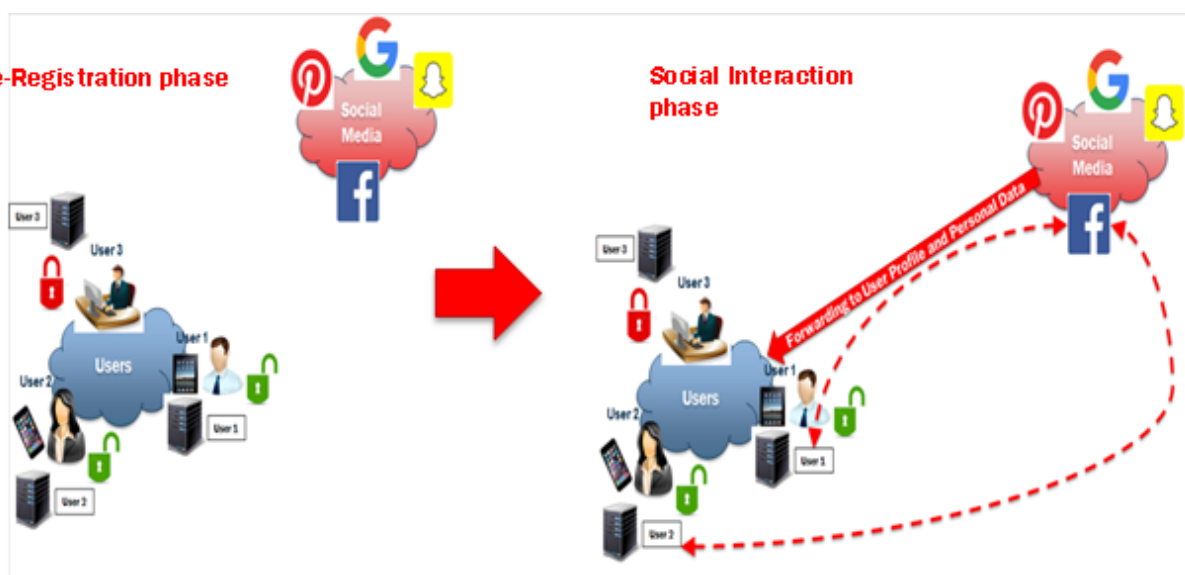 e-Registration phase
Social
Media
User 3
User 3
Users
User 1
User 2
User 1
User 2
Social Interaction
phase
Social
Media
Forwarding to User Profile and Personal Data
User 3
User 3
Users
User 1
User 2
User 1
User 2